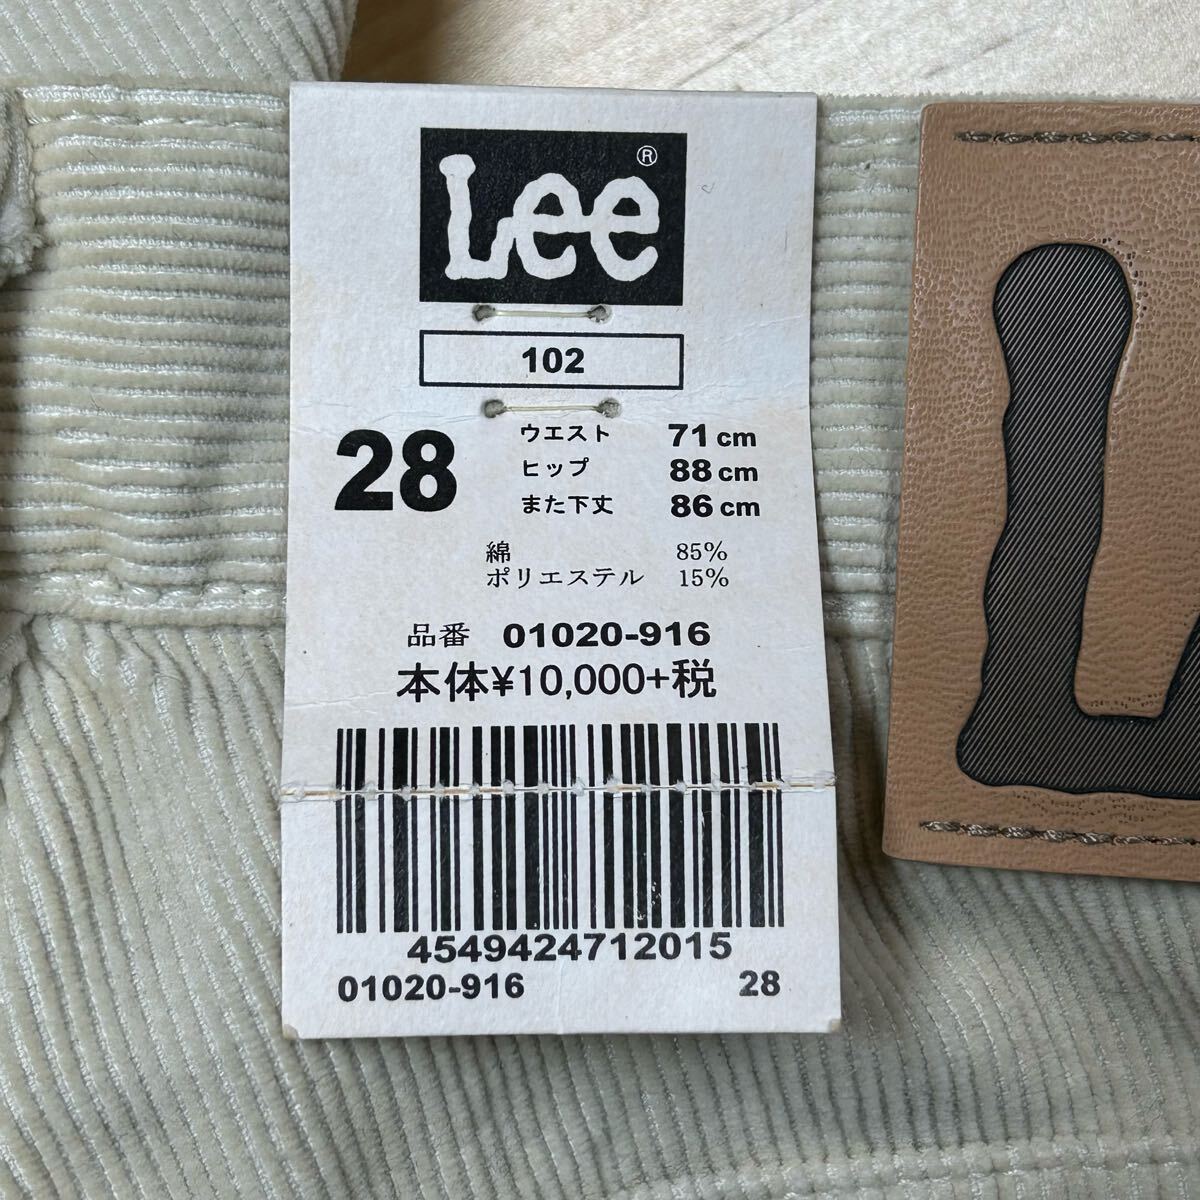 Lee®
102
28
ウエスト 71cm
ヒップ 88cm
また下丈 86cm
綿 85%
ポリエステル 15%
品番 01020-916
本体¥10,000+税
4549424712015
01020-916 28